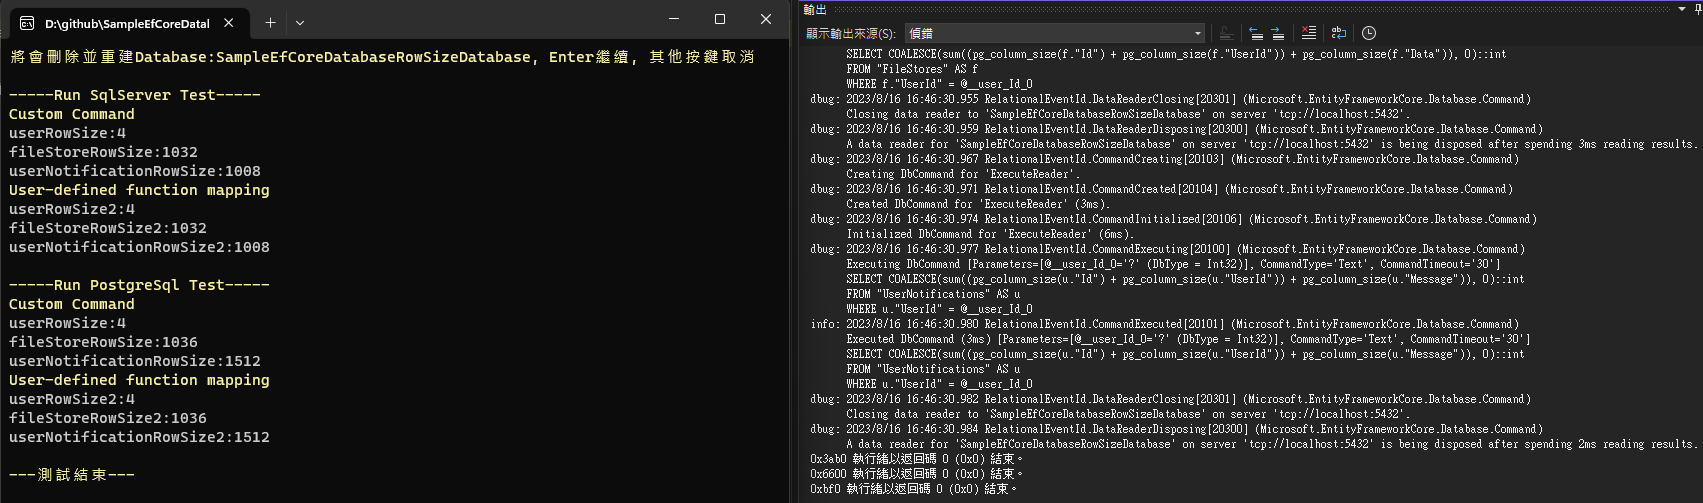 D:\github\SampleEfCoreDatal
將會刪除並重建Database:SampleEfCoreDatabaseRowSizeDatabase, Enter繼續, 其他按鍵取消
-----Run SqlServer Test-----
Custom Command
userRowSize:4
fileStoreRowSize:1032
userNotificationRowSize:1008
User-defined function mapping
userRowSize2:4
fileStoreRowSize2:1032
userNotificationRowSize2:1008
-----Run PostgreSql Test-----
Custom Command
userRowSize:4
fileStoreRowSize:1036
userNotificationRowSize:1512
User-defined function mapping
userRowSize2:4
fileStoreRowSize2:1036
userNotificationRowSize2:1512
---測試結束---
輸出
顯示輸出來源(S): 偵錯
SELECT COALESCE(sum((pg_column_size(f."Id") + pg_column_size(f."UserId")) + pg_column_size(f."Data")), 0)::int
FROM "FileStores" AS f
WHERE f."UserId" = @__user_Id_0
dbug: 2023/8/16 16:46:30.955 RelationalEventId.DataReaderClosing[20301] (Microsoft.EntityFrameworkCore.Database.Command)
Closing data reader to 'SampleEfCoreDatabaseRowSizeDatabase' on server 'tcp://localhost:5432'.
dbug: 2023/8/16 16:46:30.959 RelationalEventId.DataReaderDisposing[20300] (Microsoft.EntityFrameworkCore.Database.Command)
A data reader for 'SampleEfCoreDatabaseRowSizeDatabase' on server 'tcp://localhost:5432' is being disposed after spending 3ms reading results.
dbug: 2023/8/16 16:46:30.967 RelationalEventId.CommandCreating[20103] (Microsoft.EntityFrameworkCore.Database.Command)
Creating DbCommand for 'ExecuteReader'.
dbug: 2023/8/16 16:46:30.971 RelationalEventId.CommandCreated[20104] (Microsoft.EntityFrameworkCore.Database.Command)
Created DbCommand for 'ExecuteReader' (3ms).
dbug: 2023/8/16 16:46:30.974 RelationalEventId.CommandInitialized[20106] (Microsoft.EntityFrameworkCore.Database.Command)
Initialized DbCommand for 'ExecuteReader' (6ms).
dbug: 2023/8/16 16:46:30.977 RelationalEventId.CommandExecuting[20100] (Microsoft.EntityFrameworkCore.Database.Command)
Executing DbCommand [Parameters=[@__user_Id_0='?' (DbType = Int32)], CommandType='Text', CommandTimeout='30']
SELECT COALESCE(sum((pg_column_size(u."Id") + pg_column_size(u."UserId")) + pg_column_size(u."Message")), 0)::int
FROM "UserNotifications" AS u
WHERE u."UserId" = @__user_Id_0
info: 2023/8/16 16:46:30.980 RelationalEventId.CommandExecuted[20101] (Microsoft.EntityFrameworkCore.Database.Command)
Executed DbCommand (3ms) [Parameters=[@__user_Id_0='?' (DbType = Int32)], CommandType='Text', CommandTimeout='30']
SELECT COALESCE(sum((pg_column_size(u."Id") + pg_column_size(u."UserId")) + pg_column_size(u."Message")), 0)::int
FROM "UserNotifications" AS u
WHERE u."UserId" = @__user_Id_0
dbug: 2023/8/16 16:46:30.982 RelationalEventId.DataReaderClosing[20301] (Microsoft.EntityFrameworkCore.Database.Command)
Closing data reader to 'SampleEfCoreDatabaseRowSizeDatabase' on server 'tcp://localhost:5432'.
dbug: 2023/8/16 16:46:30.984 RelationalEventId.DataReaderDisposing[20300] (Microsoft.EntityFrameworkCore.Database.Command)
A data reader for 'SampleEfCoreDatabaseRowSizeDatabase' on server 'tcp://localhost:5432' is being disposed after spending 2ms reading results.
0x3ab0 執行緒以返回碼 0 (0x0) 結束。
0x6600 執行緒以返回碼 0 (0x0) 結束。
0xbf0 執行緒以返回碼 0 (0x0) 結束。